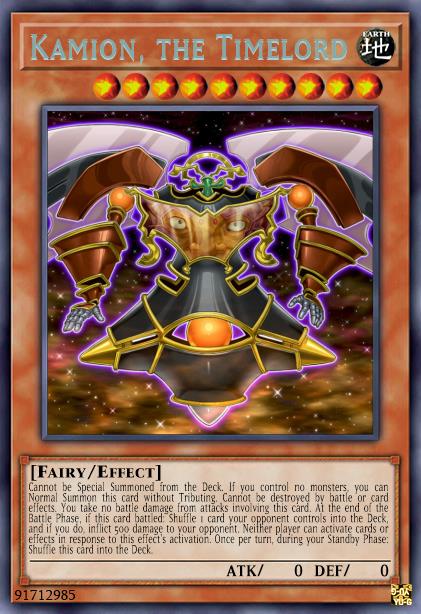 KAMION, THE TIMELORD
EARTH
地
[FAIRY/EFFECT]
Cannot be Special Summoned from the Deck. If you control no monsters, you can
Normal Summon this card without Tributing. Cannot be destroyed by battle or card
effects. You take no battle damage from attacks involving this card. At the end of the
Battle Phase, if this card battled: Shuffle 1 card your opponent controls into the Deck,
and if you do, inflict 500 damage to your opponent. Neither player can activate cards or
effects in response to this effect's activation. Once per turn, during your Standby Phase:
Shuffle this card into the Deck.
ATK/ 0 DEF/ 0
91712985